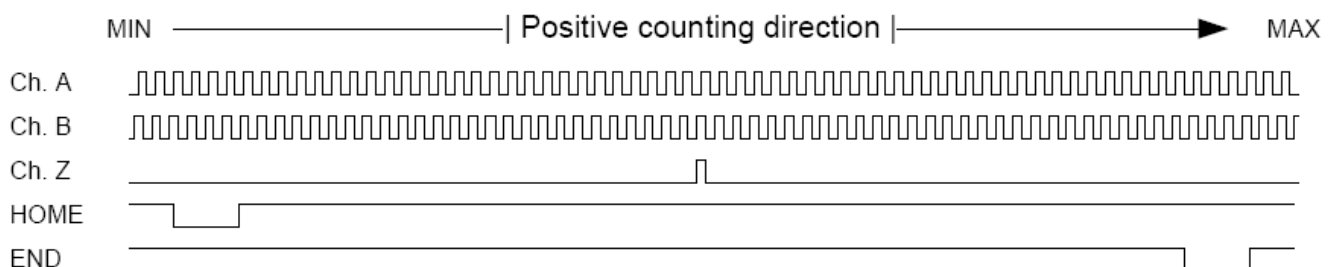 MIN | Positive counting direction | MAX
Ch. A
Ch. B
Ch. Z
HOME
END